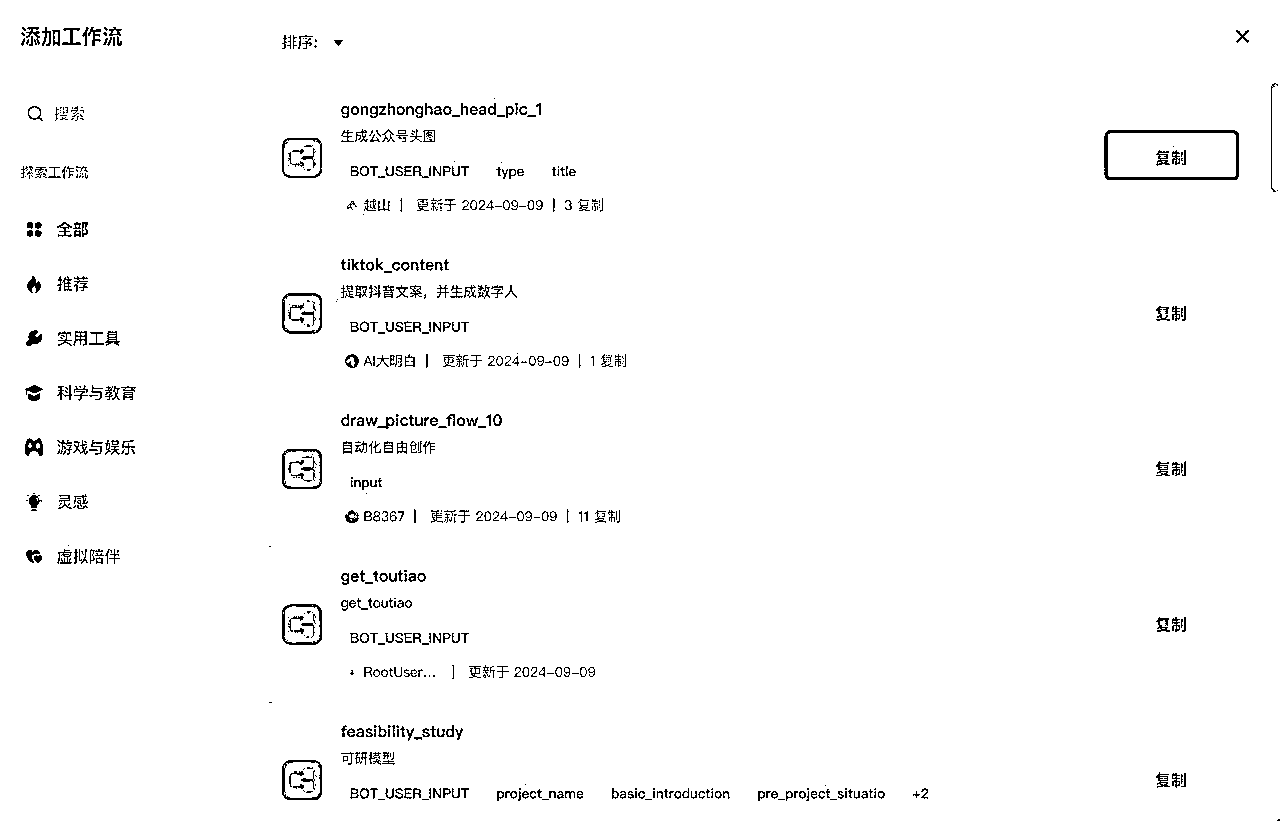 添加工作流
排序:
搜索
探索工作流
全部
推荐
实用工具
科学与教育
游戏与娱乐
灵感
虚拟陪伴
gongzhonghao_head_pic_1
生成公众号头图
BOT_USER_INPUT type title
越山 | 更新于 2024-09-09 | 3 复制
复制
tiktok_content
提取抖音文案，并生成数字人
BOT_USER_INPUT
AI大明白 | 更新于 2024-09-09 | 1 复制
复制
draw_picture_flow_10
自动化自由创作
input
B8367 | 更新于 2024-09-09 | 11 复制
复制
get_toutiao
get_toutiao
BOT_USER_INPUT
RootUser... | 更新于 2024-09-09
复制
feasibility_study
可研模型
BOT_USER_INPUT project_name basic_introduction pre_project_situatio +2
复制